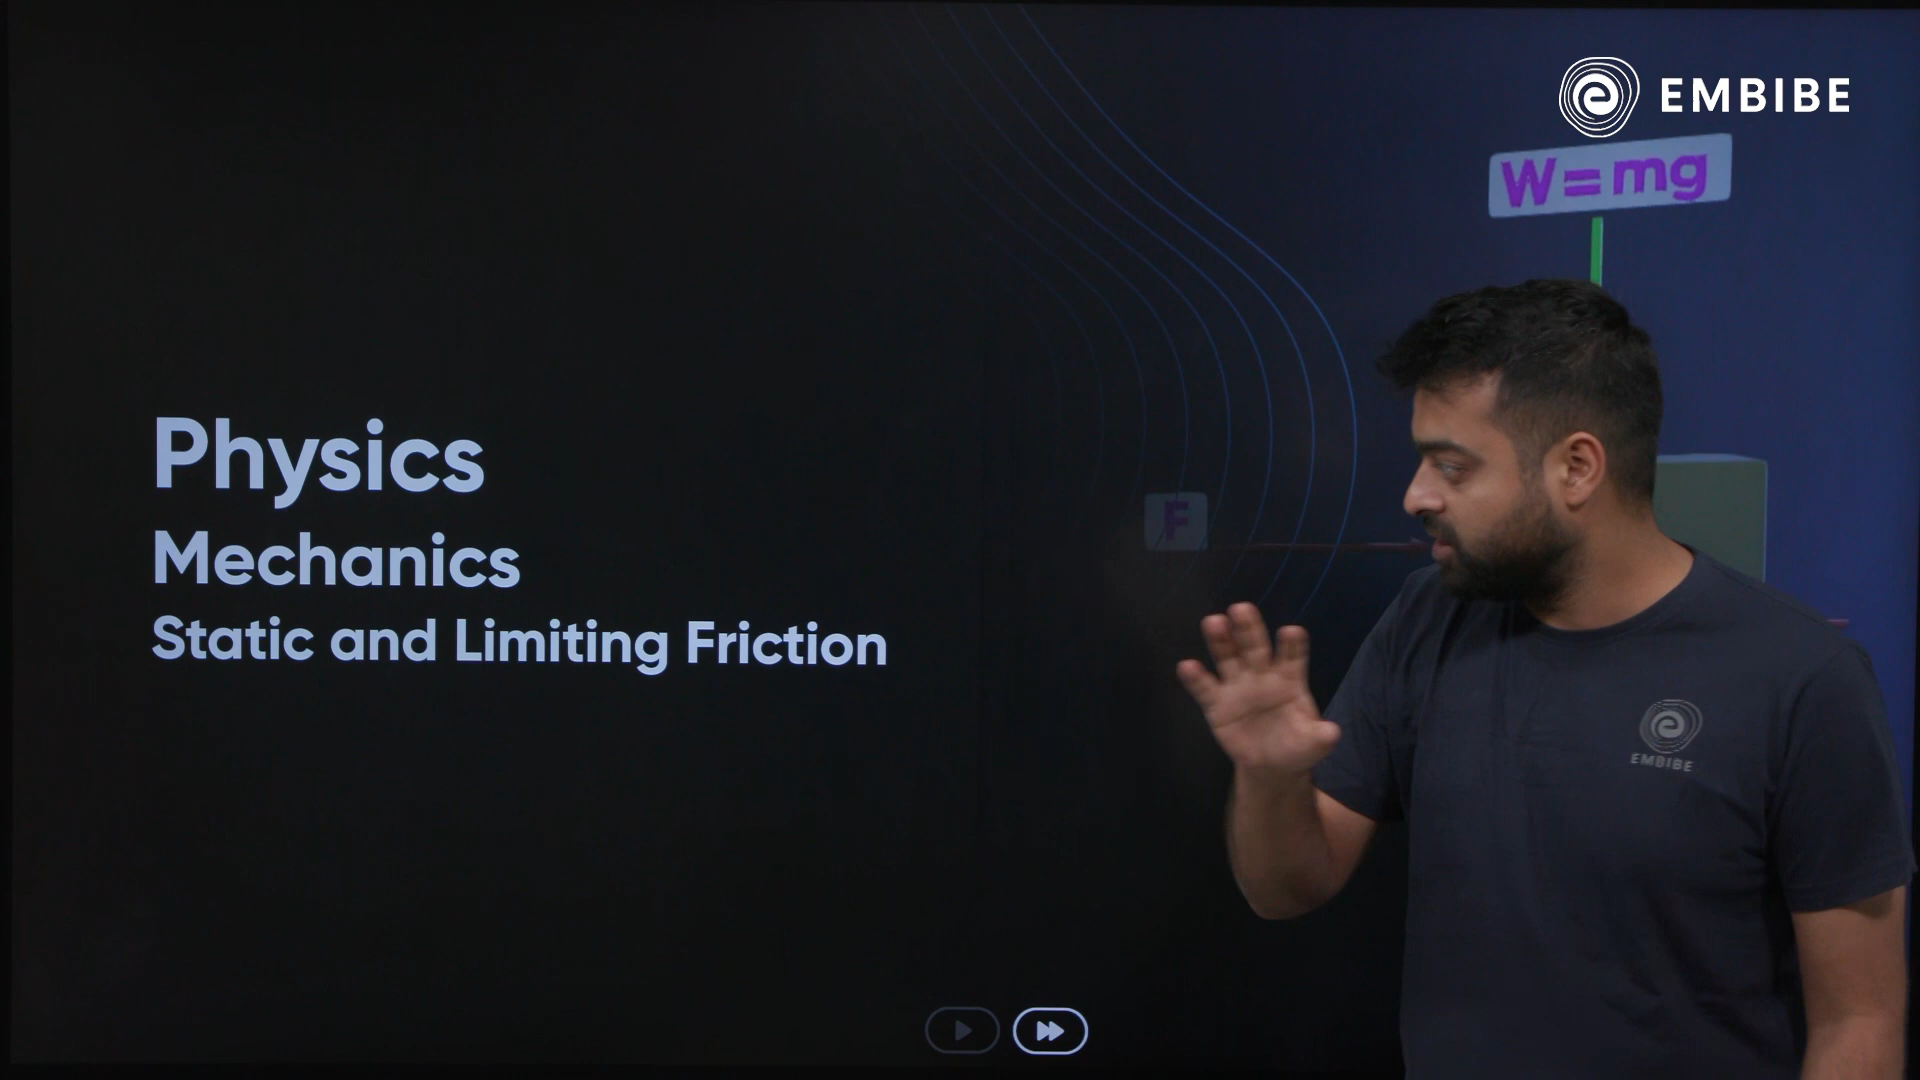 EMBIBE
W=mg
Physics
F
Mechanics
Static and Limiting Friction
EMBIBE